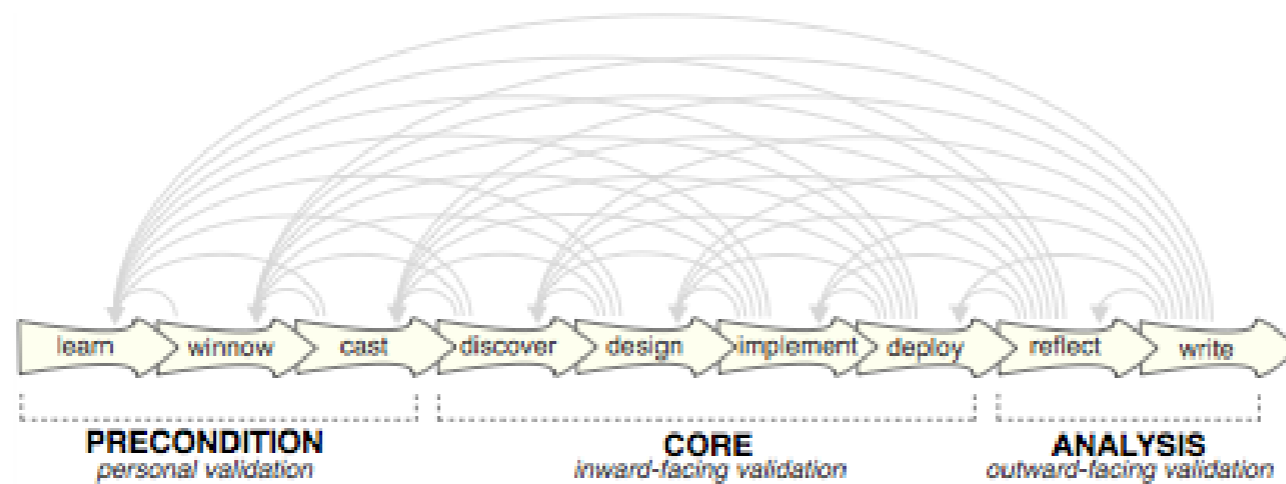 learn winnow cast discover design implement deploy reflect write
PRECONDITION CORE ANALYSIS
personal validation inward-facing validation outward-facing validation